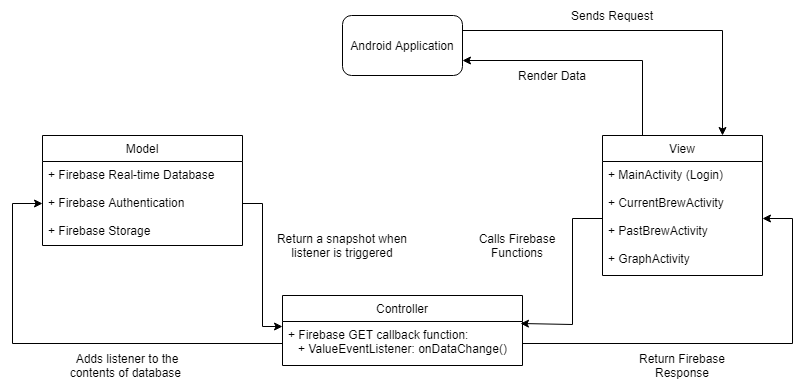 Sends Request
Android Application
Render Data
Model
+ Firebase Real-time Database
+ Firebase Authentication
+ Firebase Storage
View
+ MainActivity (Login)
+ CurrentBrewActivity
+ PastBrewActivity
+ GraphActivity
Return a snapshot when
listener is triggered
Calls Firebase
Functions
Controller
+ Firebase GET callback function:
+ ValueEventListener: onDataChange()
Adds listener to the
contents of database
Return Firebase
Response